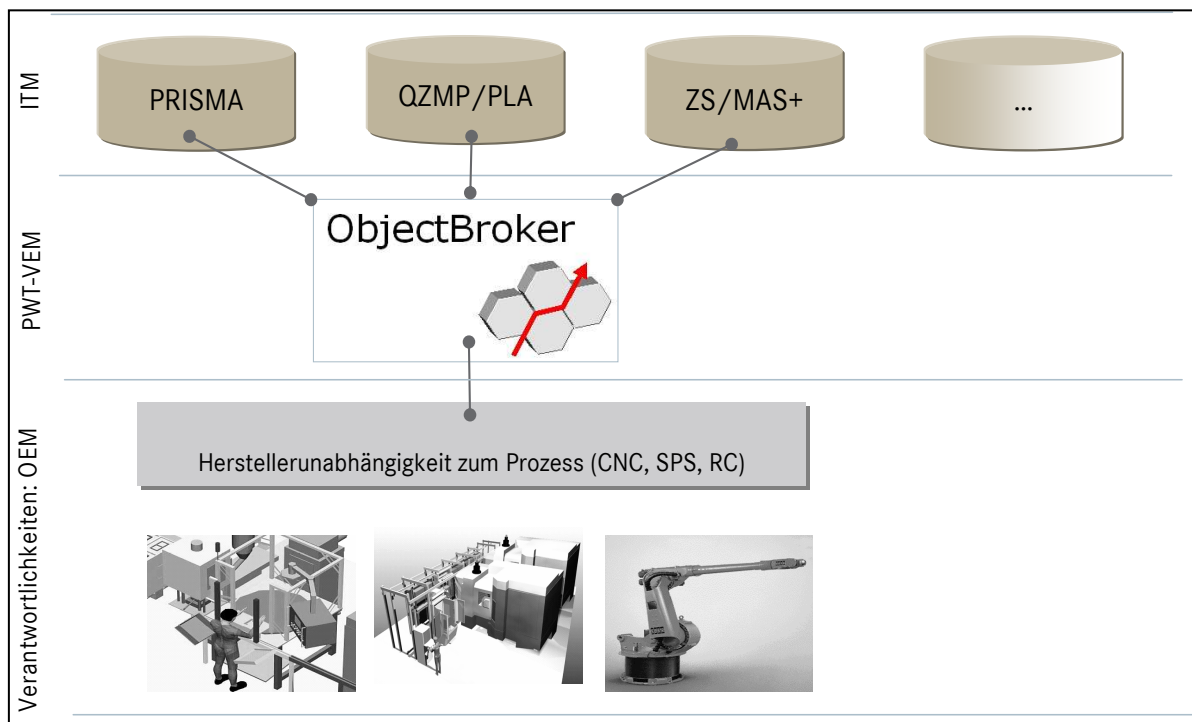 ITM
PRISMA
QZMP/PLA
ZS/MAS+
...
PWT-VEM
ObjectBroker
Verantwortlichkeiten: OEM
Herstellerunabhängigkeit zum Prozess (CNC, SPS, RC)